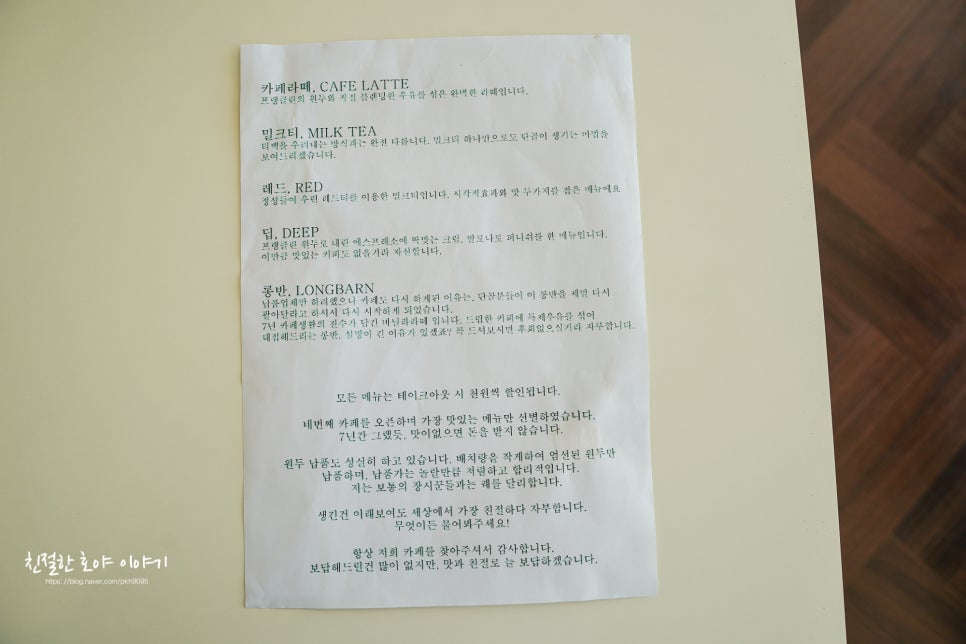 카페라떼, CAFE LATTE
프랭클린의 원두와 직접 블랜딩한 우유를 섞은 완벽한 라떼입니다.
밀크티, MILK TEA
티백을 우려내는 방식과는 완전 다릅니다. 밀크티 하나만으로도 단골이 생기는 마법을
보여드리겠습니다.
레드, RED
정성들여 우린 레드티를 이용한 밀크티입니다. 시각적효과와 맛 두가지를 잡은 메뉴에요
딥, DEEP
프랭클린 원두로 내린 에스프레소에 딱맞는 크림, 발로나로 피니쉬를 한 메뉴입니다.
이만큼 맛있는 커피도 없을거라 자신합니다.
롱반, LONGBARN
납품업체만 하려했으나 카페도 다시 하게된 이유는, 단골분들이 이 롱반을 제발 다시
팔아달라고 하셔서 다시 시작하게 되었습니다.
7년 카페생활의 진수가 담긴 바닐라라떼 입니다. 드립한 커피에 특제우유를 섞어
대접해드리는 롱반, 설명이 긴 이유가 있겠죠? 꼭 드셔보시면 후회없으실거라 자부합니다.
모든 메뉴는 테이크아웃 시 천원씩 할인됩니다.
네번째 카페를 오픈하며 가장 맛있는 메뉴만 선별하였습니다.
7년간 그랬듯, 맛이없으면 돈을 받지 않습니다.
원두 납품도 성실히 하고 있습니다. 배치량을 작게하여 엄선된 원두만
납품하며, 납품가는 놀랄만큼 저렴하고 합리적입니다.
저는 보통의 장시꾼들과는 궤를 달리합니다.
생긴건 이래보여도 세상에서 가장 친절하다 자부합니다.
무엇이든 물어봐주세요!
항상 저희 카페를 찾아주셔서 감사합니다.
보답해드릴건 많이 없지만, 맛과 친절로 늘 보답하겠습니다.
친절한 호야 이야기
https://blog.naver.com/pkh9095